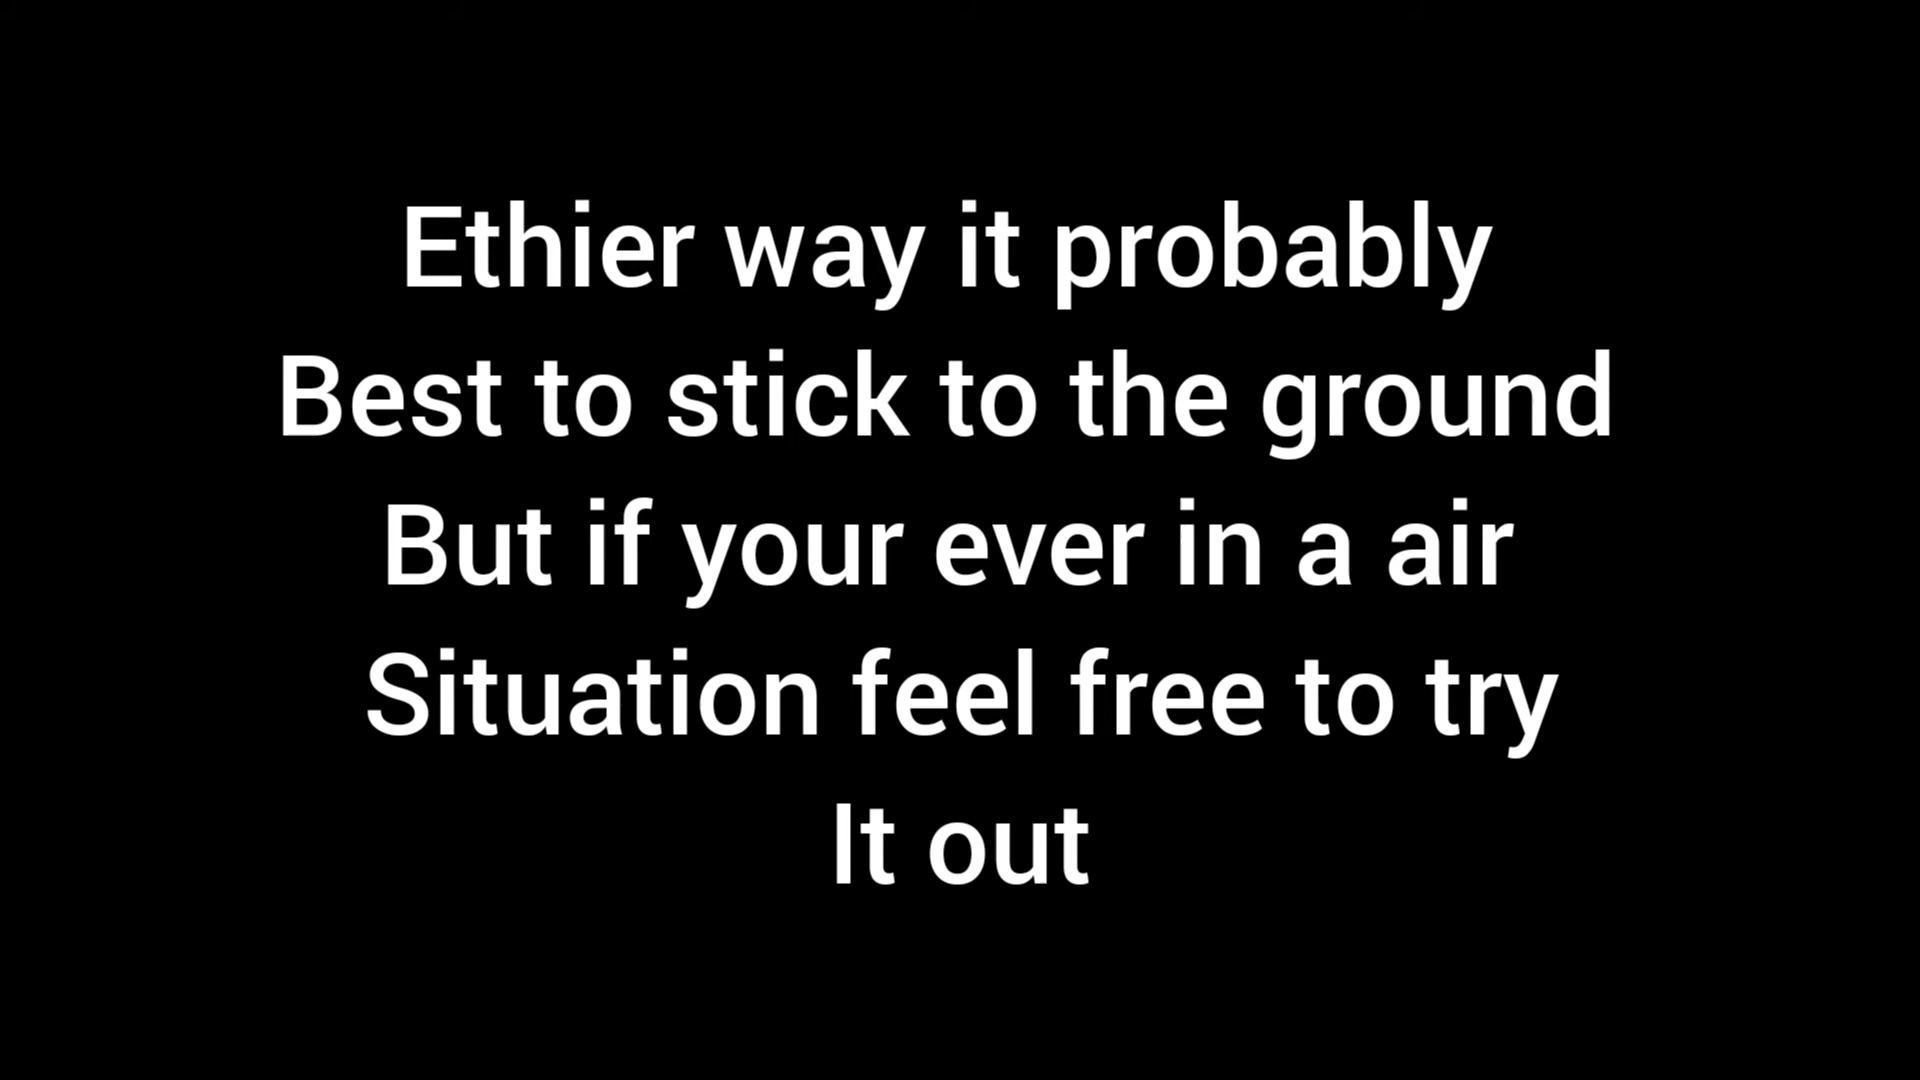 Ethier way it probably
Best to stick to the ground
But if your ever in a air
Situation feel free to try
It out